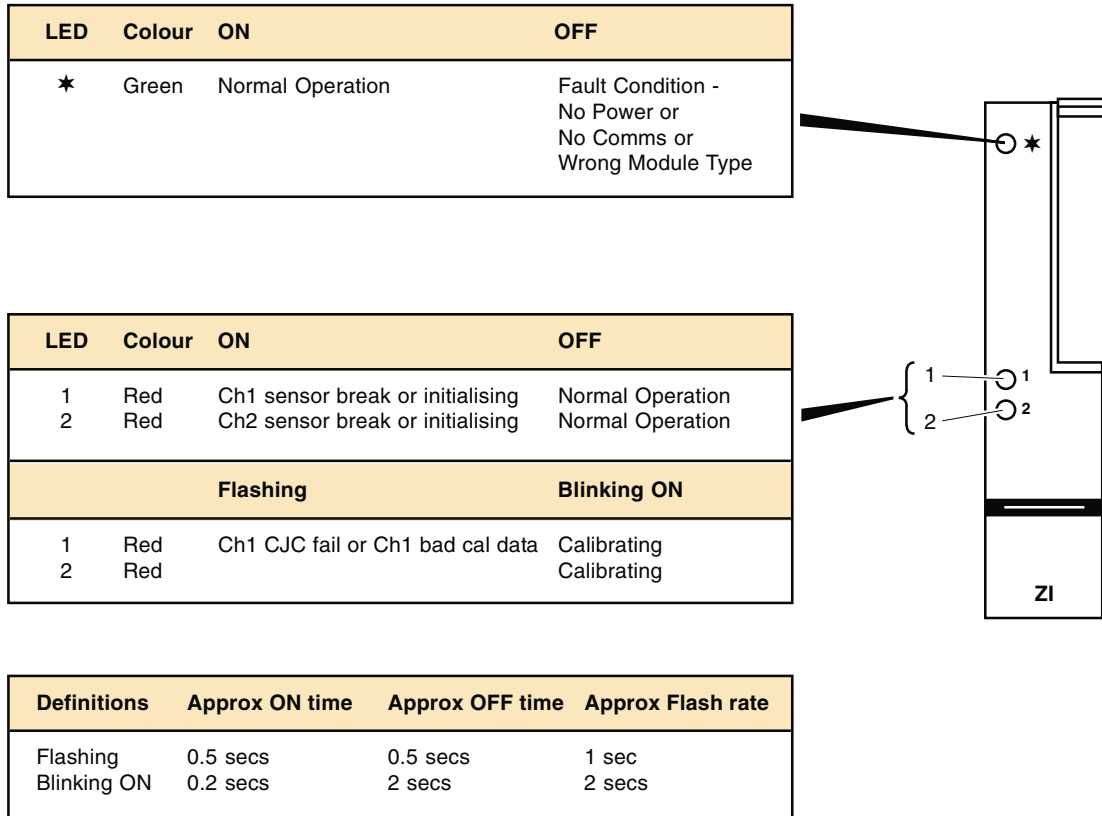 LED Colour ON OFF
✶ Green Normal Operation Fault Condition -
No Power or
No Comms or
Wrong Module Type
✶
LED Colour ON OFF
1 Red Ch1 sensor break or initialising Normal Operation
2 Red Ch2 sensor break or initialising Normal Operation
Flashing Blinking ON
1 Red Ch1 CJC fail or Ch1 bad cal data Calibrating
2 Red Calibrating
1 1
2 2
ZI
Definitions Approx ON time Approx OFF time Approx Flash rate
Flashing 0.5 secs 0.5 secs 1 sec
Blinking ON 0.2 secs 2 secs 2 secs